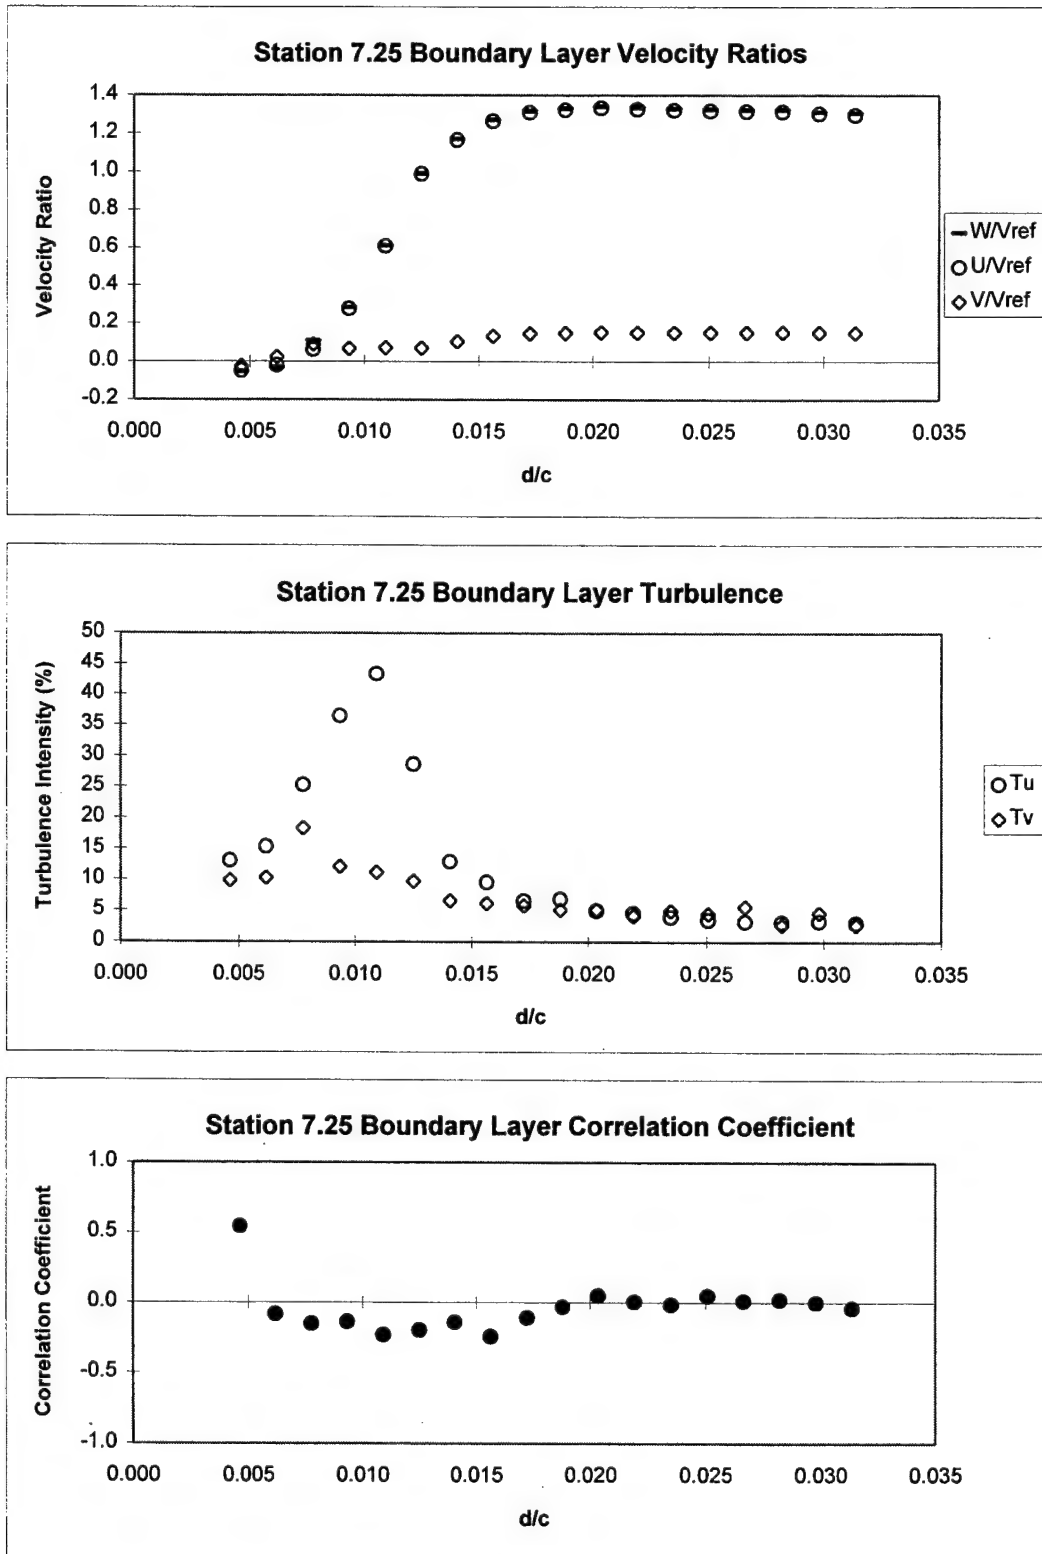 Station 7.25 Boundary Layer Velocity Ratios
1.4
1.2
1.0
0.8
0.6
0.4
0.2
0.0
-0.2
Velocity Ratio
0.000 0.005 0.010 0.015 0.020 0.025 0.030 0.035
d/c
W/Vref
U/Vref
V/Vref
Station 7.25 Boundary Layer Turbulence
50
45
40
35
30
25
20
15
10
5
0
Turbulence Intensity (%)
0.000 0.005 0.010 0.015 0.020 0.025 0.030 0.035
d/c
Tu
Tv
Station 7.25 Boundary Layer Correlation Coefficient
1.0
0.5
0.0
-0.5
-1.0
Correlation Coefficient
0.000 0.005 0.010 0.015 0.020 0.025 0.030 0.035
d/c